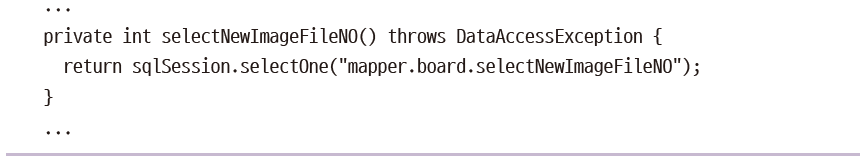 ...
private int selectNewImageFileNO() throws DataAccessException {
  return sqlSession.selectOne("mapper.board.selectNewImageFileNO");
}
...